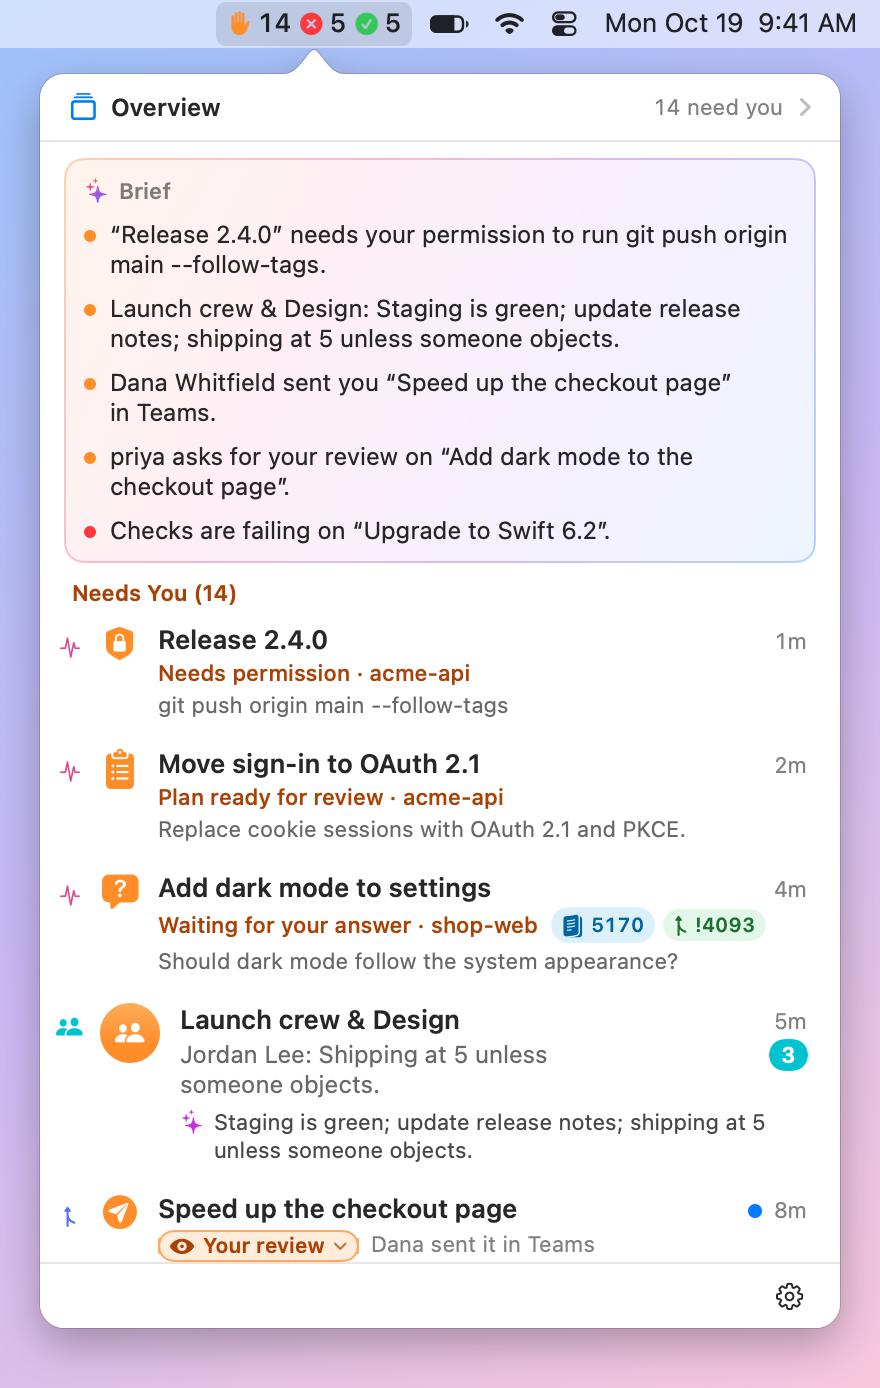 14 5 5 Mon Oct 19 9:41 AM
Overview 14 need you
Brief
“Release 2.4.0” needs your permission to run git push origin
main --follow-tags.
Launch crew & Design: Staging is green; update release
notes; shipping at 5 unless someone objects.
Dana Whitfield sent you “Speed up the checkout page”
in Teams.
priya asks for your review on “Add dark mode to the
checkout page”.
Checks are failing on “Upgrade to Swift 6.2”.
Needs You (14)
Release 2.4.0 1m
Needs permission · acme-api
git push origin main --follow-tags
Move sign-in to OAuth 2.1 2m
Plan ready for review · acme-api
Replace cookie sessions with OAuth 2.1 and PKCE.
Add dark mode to settings 4m
Waiting for your answer · shop-web 5170 !4093
Should dark mode follow the system appearance?
Launch crew & Design 5m
Jordan Lee: Shipping at 5 unless 3
someone objects.
Staging is green; update release notes; shipping at 5
unless someone objects.
Speed up the checkout page 8m
Your review Dana sent it in Teams